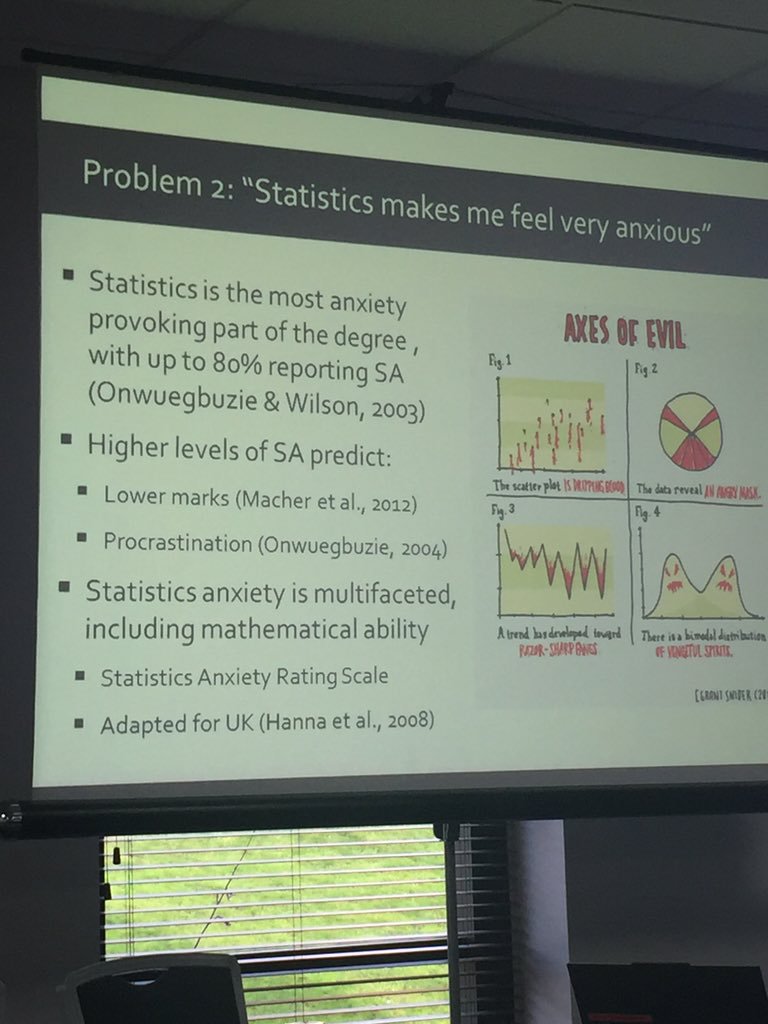 Problem 2: "Statistics makes me feel very anxious"
▪ Statistics is the most anxiety
provoking part of the degree ,
with up to 80% reporting SA
(Onwuegbuzie & Wilson, 2003)
▪ Higher levels of SA predict:
▪ Lower marks (Macher et al., 2012)
▪ Procrastination (Onwuegbuzie, 2004)
▪ Statistics anxiety is multifaceted,
including mathematical ability
▪ Statistics Anxiety Rating Scale
▪ Adapted for UK (Hanna et al., 2008)
AXES OF EVIL
Fig. 1
The scatter plot IS DRIPPING BLOOD
Fig. 2
The data reveal AN ANGRY MASK.
Fig. 3
A trend has developed toward
RAZOR-SHARP FANGS
Fig. 4
There is a bimodal distribution
OF VENGEFUL SPIRITS.
[GRANT SNIDER (20